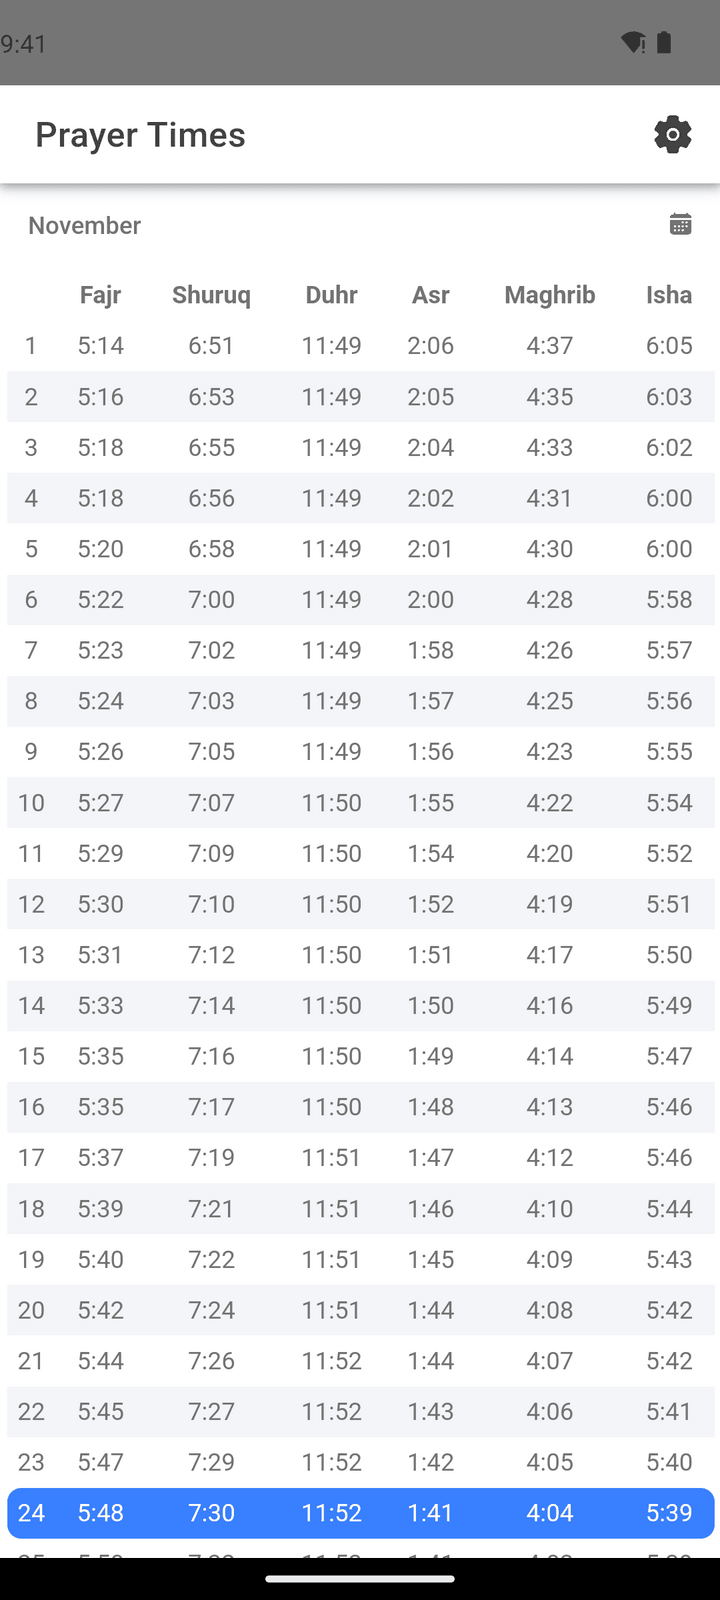 9:41
Prayer Times
November
Fajr Shuruq Duhr Asr Maghrib Isha
1 5:14 6:51 11:49 2:06 4:37 6:05
2 5:16 6:53 11:49 2:05 4:35 6:03
3 5:18 6:55 11:49 2:04 4:33 6:02
4 5:18 6:56 11:49 2:02 4:31 6:00
5 5:20 6:58 11:49 2:01 4:30 6:00
6 5:22 7:00 11:49 2:00 4:28 5:58
7 5:23 7:02 11:49 1:58 4:26 5:57
8 5:24 7:03 11:49 1:57 4:25 5:56
9 5:26 7:05 11:49 1:56 4:23 5:55
10 5:27 7:07 11:50 1:55 4:22 5:54
11 5:29 7:09 11:50 1:54 4:20 5:52
12 5:30 7:10 11:50 1:52 4:19 5:51
13 5:31 7:12 11:50 1:51 4:17 5:50
14 5:33 7:14 11:50 1:50 4:16 5:49
15 5:35 7:16 11:50 1:49 4:14 5:47
16 5:35 7:17 11:50 1:48 4:13 5:46
17 5:37 7:19 11:51 1:47 4:12 5:46
18 5:39 7:21 11:51 1:46 4:10 5:44
19 5:40 7:22 11:51 1:45 4:09 5:43
20 5:42 7:24 11:51 1:44 4:08 5:42
21 5:44 7:26 11:52 1:44 4:07 5:42
22 5:45 7:27 11:52 1:43 4:06 5:41
23 5:47 7:29 11:52 1:42 4:05 5:40
24 5:48 7:30 11:52 1:41 4:04 5:39